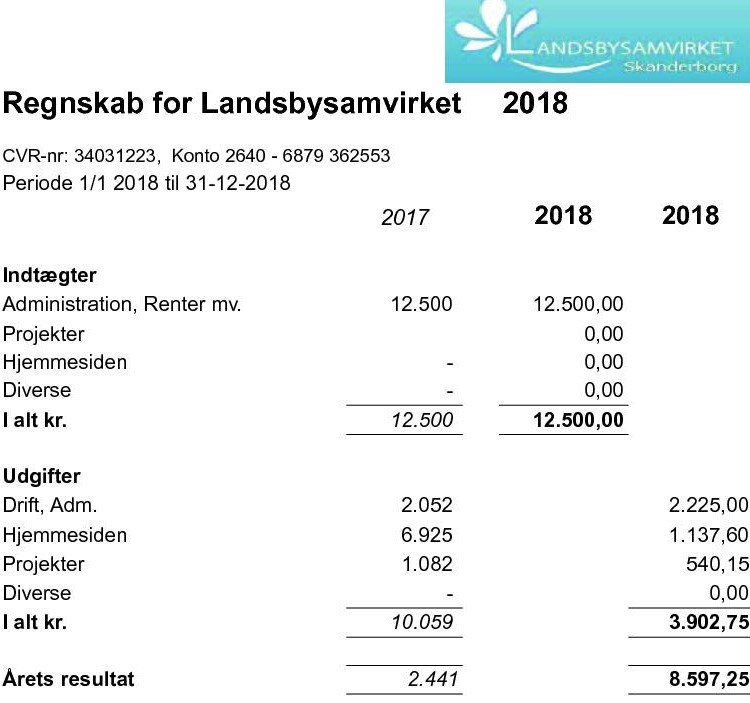 LANDSBYSAMVIRKET
Skanderborg
Regnskab for Landsbysamvirket 2018
CVR-nr: 34031223, Konto 2640 - 6879 362553
Periode 1/1 2018 til 31-12-2018
2017 2018 2018
Indtægter
Administration, Renter mv. 12.500 12.500,00
Projekter 0,00
Hjemmesiden - 0,00
Diverse - 0,00
I alt kr. 12.500 12.500,00
Udgifter
Drift, Adm. 2.052 2.225,00
Hjemmesiden 6.925 1.137,60
Projekter 1.082 540,15
Diverse - 0,00
I alt kr. 10.059 3.902,75
Årets resultat 2.441 8.597,25